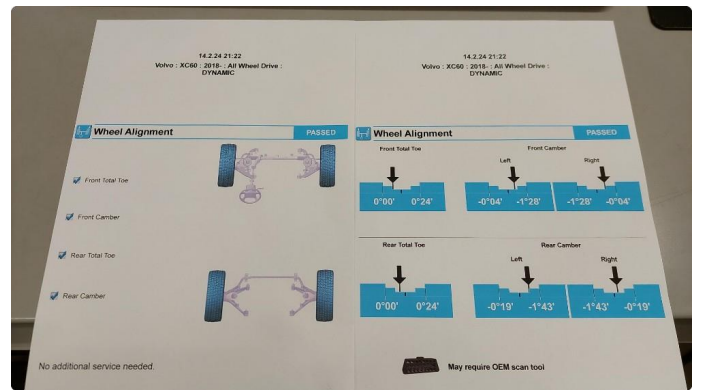 14.2.24 21:22
Volvo : XC60 : 2018- : All Wheel Drive :
DYNAMIC
Wheel Alignment PASSED
Front Total Toe
Front Camber
Rear Total Toe
Rear Camber
No additional service needed.
14.2.24 21:22
Volvo : XC60 : 2018- : All Wheel Drive :
DYNAMIC
Wheel Alignment PASSED
Front Total Toe Front Camber
Left Right
0°00' 0°24' -0°04' -1°28' -1°28' -0°04'
Rear Total Toe Rear Camber
Left Right
0°00' 0°24' -0°19' -1°43' -1°43' -0°19'
May require OEM scan tool